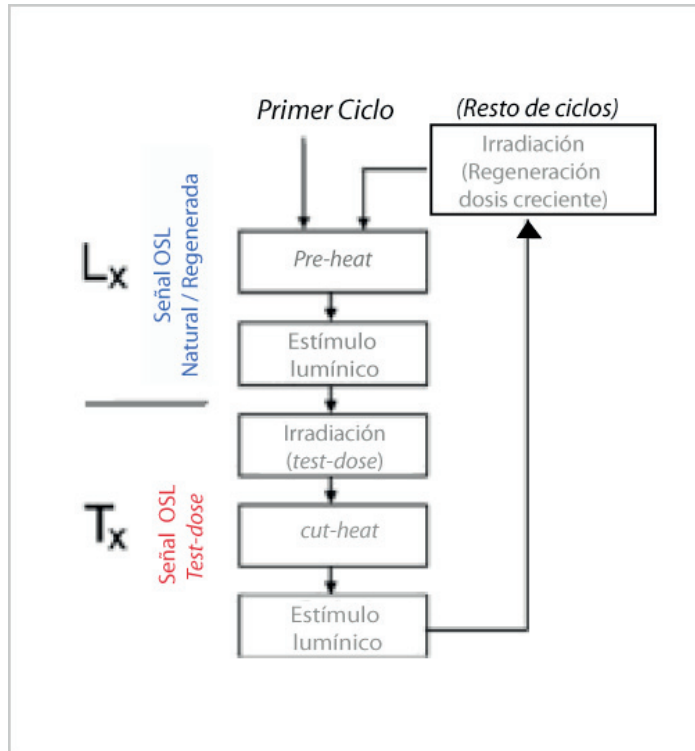 Primer Ciclo
(Resto de ciclos)
Irradiación
(Regeneración
dosis creciente)
Pre-heat
Estímulo
lumínico
Lx
Señal OSL
Natural / Regenerada
Irradiación
(test-dose)
cut-heat
Estímulo
lumínico
Tx
Señal OSL
Test-dose